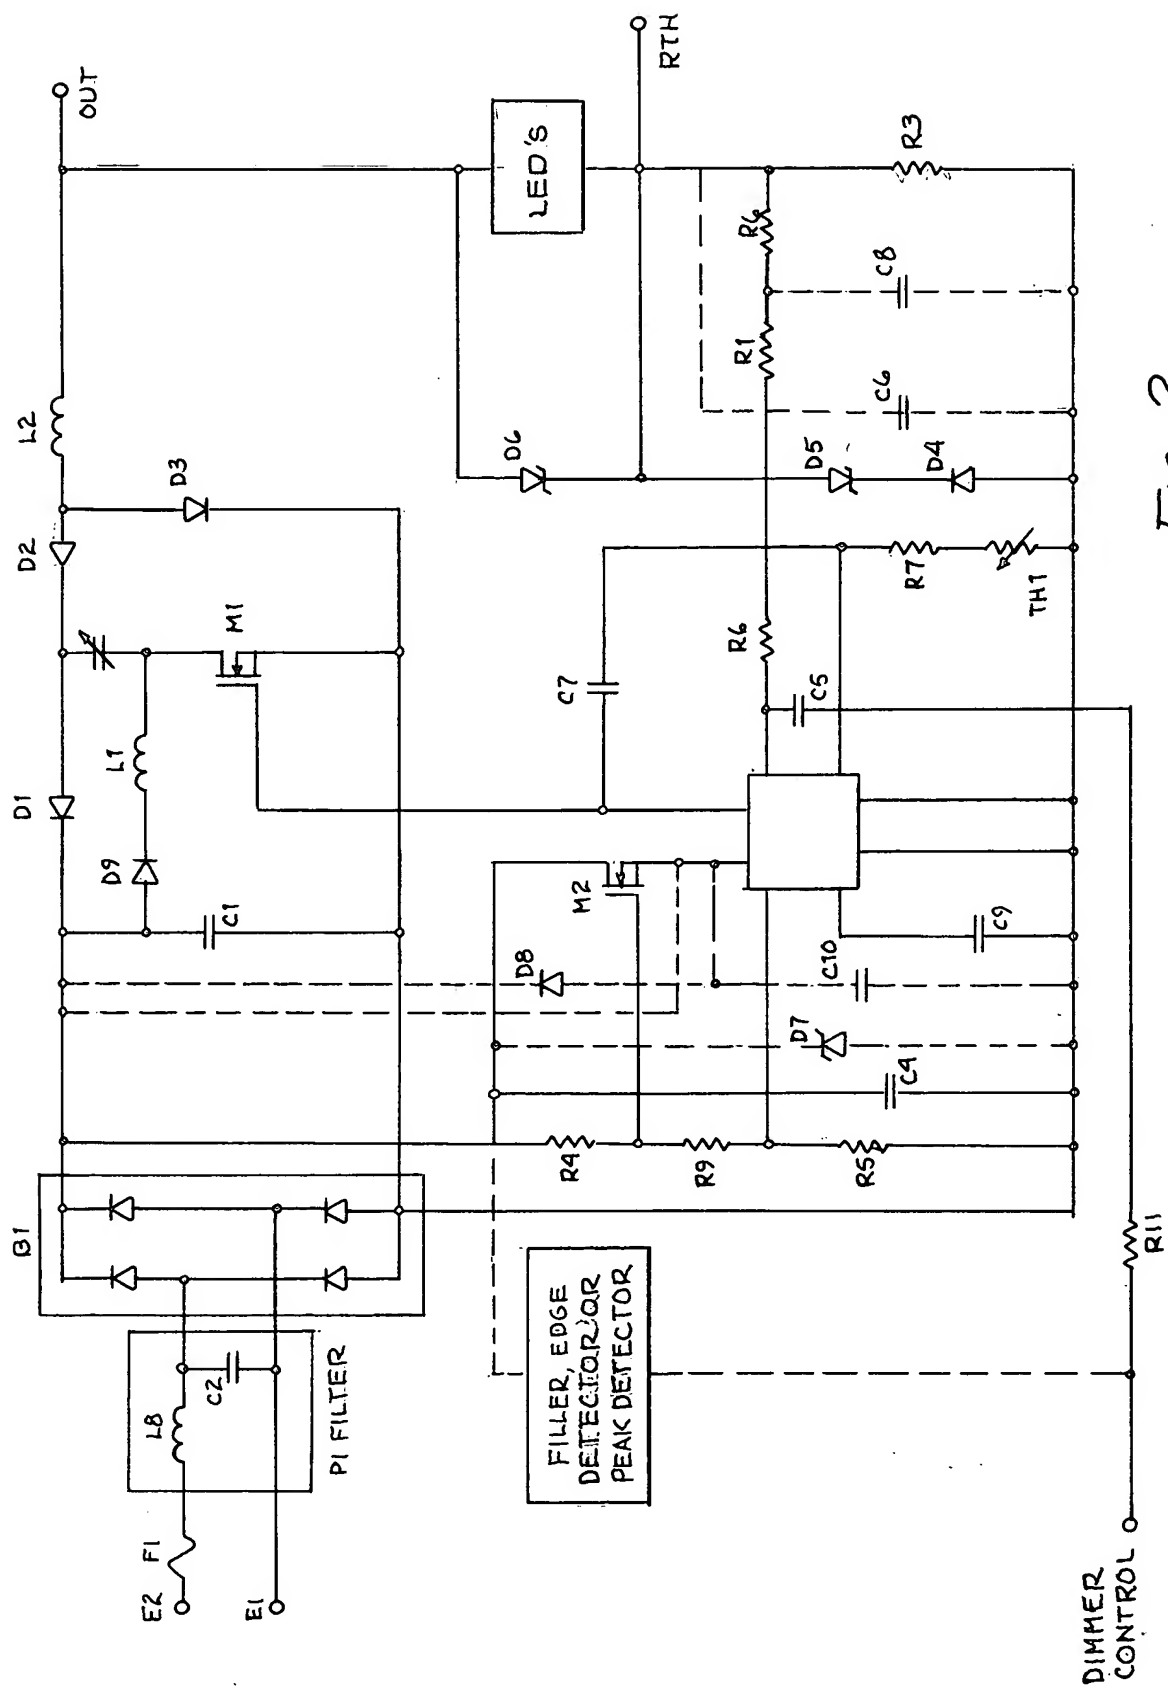 OUT
L2
D3
D2
M1
L1
D1
D9
C1
B1
PI FILTER
L8
C2
F1
E2
E1
LED'S
RTH
R3
R6
C8
R1
C6
D6
D5
D4
R7
TH1
C7
R6
C5
M2
D8
C10
C9
D7
C4
R4
R9
R5
FILLER, EDGE
DETECTOR, OR
PEAK DETECTOR
R11
DIMMER
CONTROL